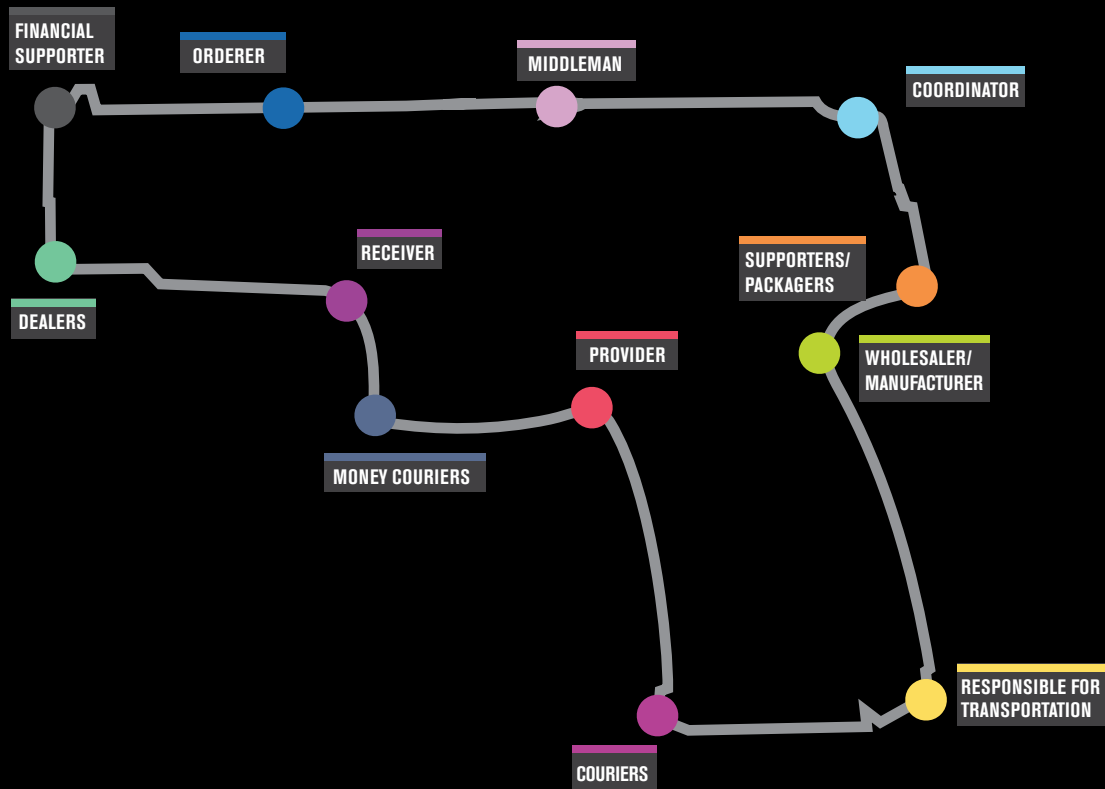 FINANCIAL
SUPPORTER
ORDERER
MIDDLEMAN
COORDINATOR
RECEIVER
SUPPORTERS/
PACKAGERS
DEALERS
PROVIDER
WHOLESALER/
MANUFACTURER
MONEY COURIERS
RESPONSIBLE FOR
TRANSPORTATION
COURIERS